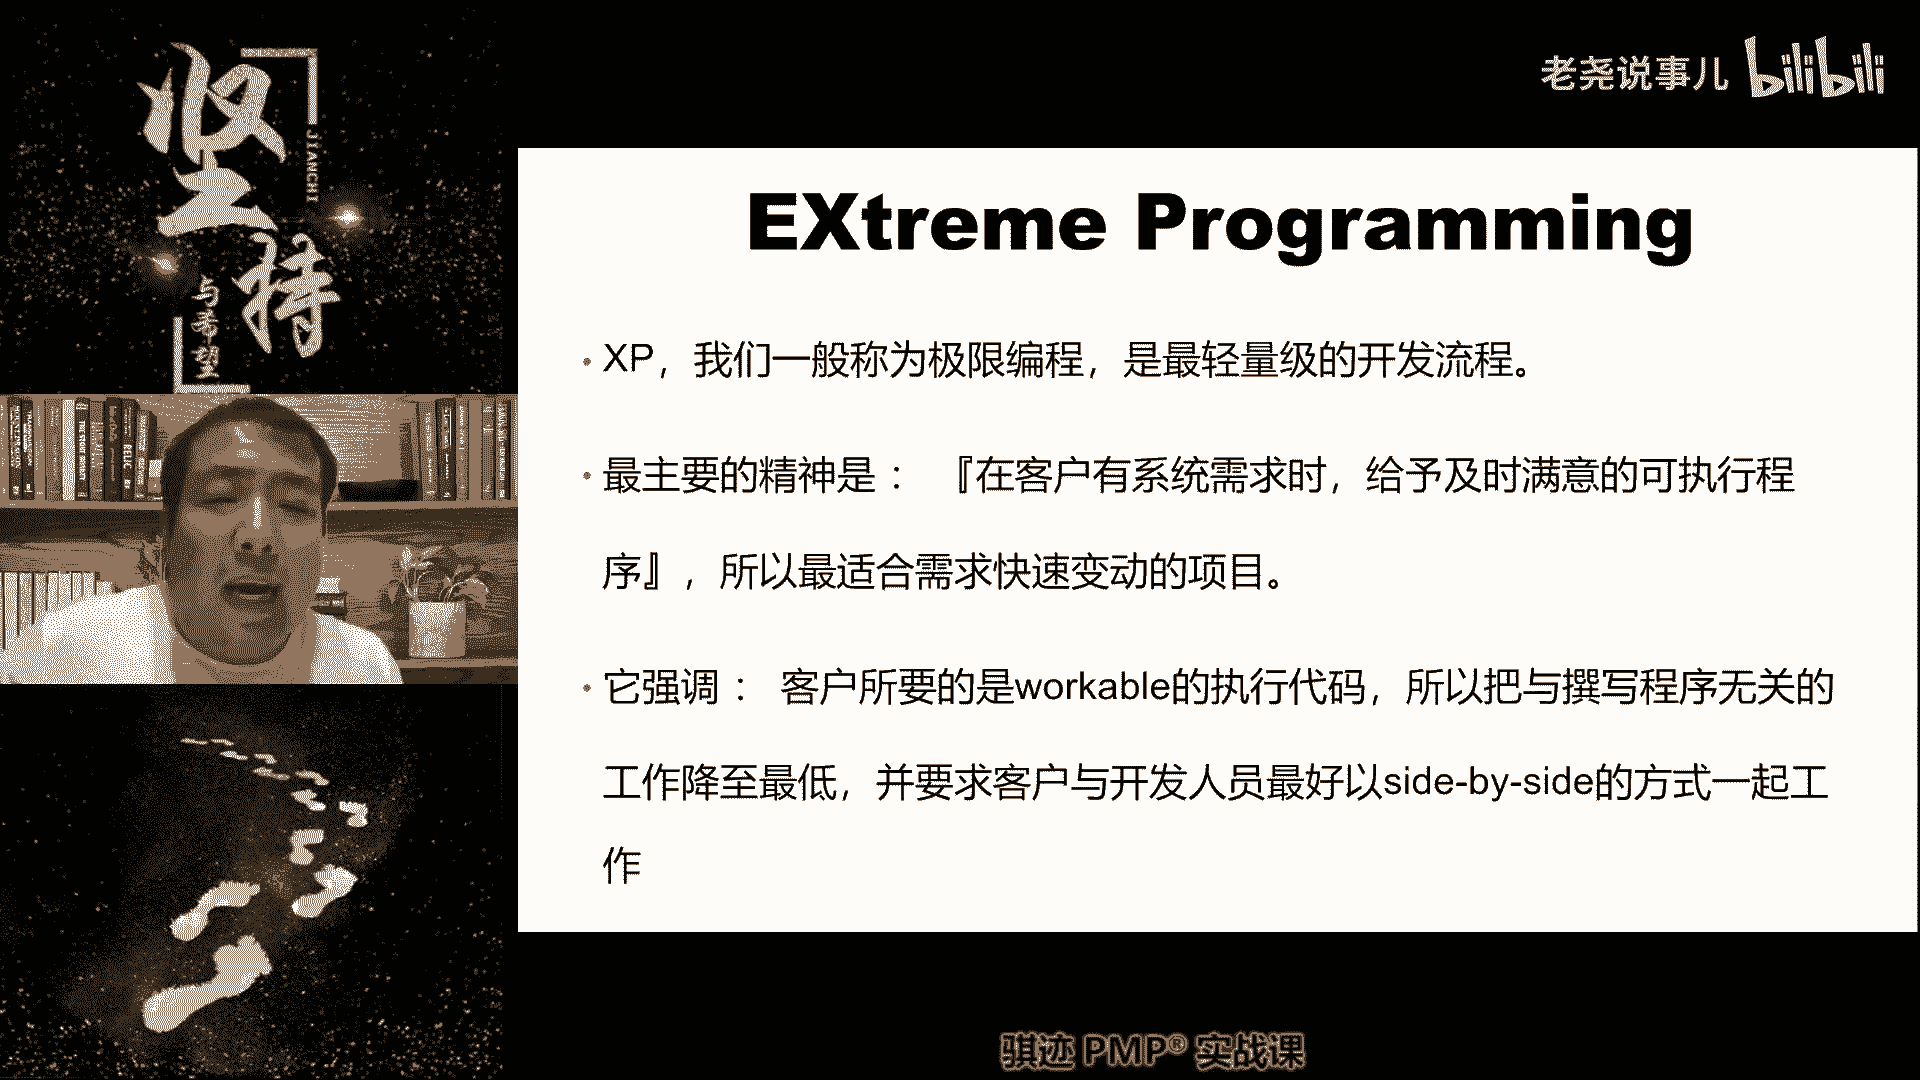 坚持
JIANCHI
与希望
老尧说事儿 bilibili
EXtreme Programming
• XP，我们一般称为极限编程，是最轻量级的开发流程。
• 最主要的精神是： 『在客户有系统需求时，给予及时满意的可执行程
序』，所以最适合需求快速变动的项目。
• 它强调： 客户所要的是workable的执行代码，所以把与撰写程序无关的
工作降至最低，并要求客户与开发人员最好以side-by-side的方式一起工
作
骐迹 PMP® 实战课